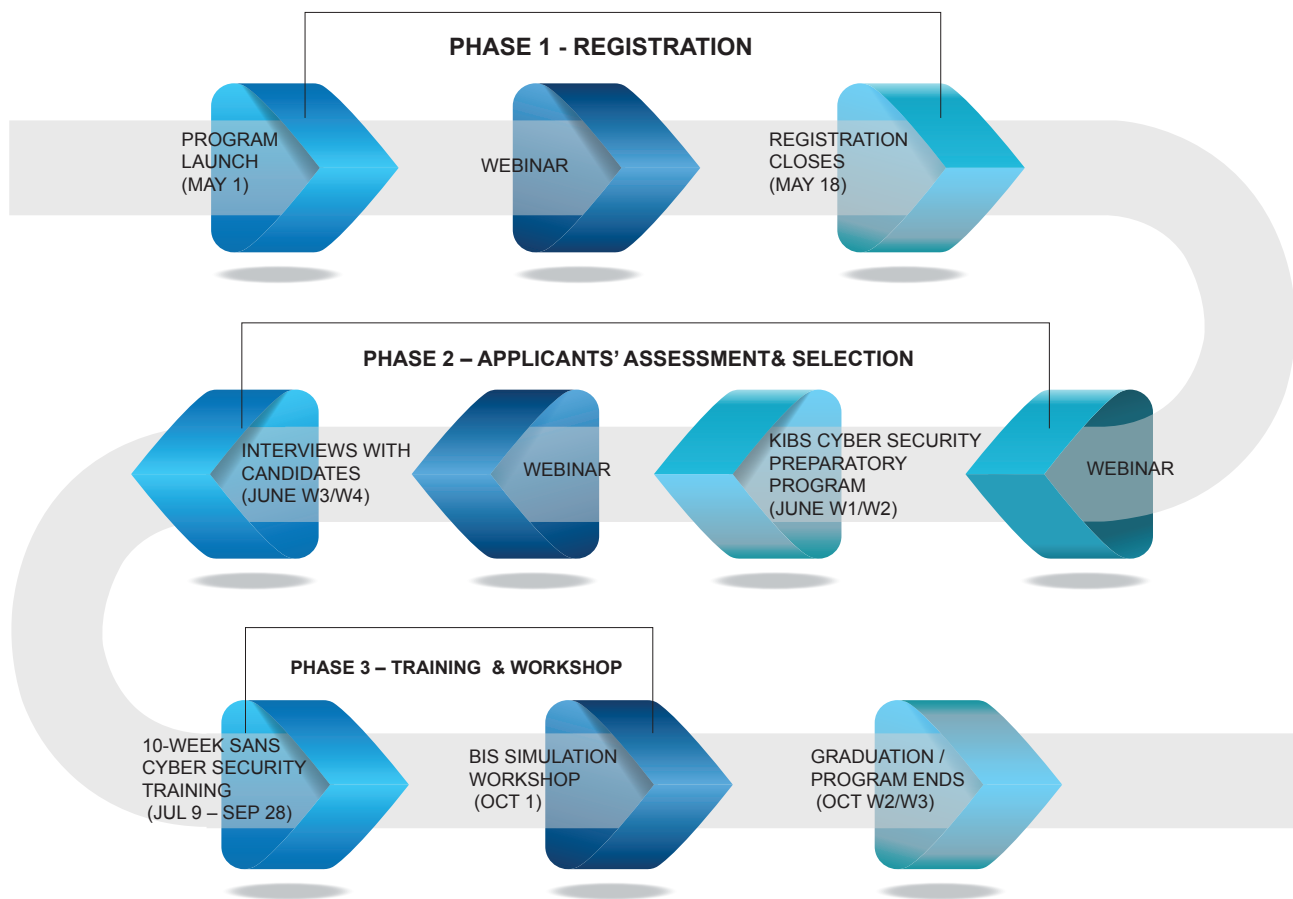 PHASE 1 - REGISTRATION
PROGRAM
LAUNCH
(MAY 1)
WEBINAR
REGISTRATION
CLOSES
(MAY 18)
PHASE 2 – APPLICANTS' ASSESSMENT& SELECTION
WEBINAR
KIBS CYBER SECURITY
PREPARATORY
PROGRAM
(JUNE W1/W2)
WEBINAR
INTERVIEWS WITH
CANDIDATES
(JUNE W3/W4)
PHASE 3 – TRAINING & WORKSHOP
10-WEEK SANS
CYBER SECURITY
TRAINING
(JUL 9 – SEP 28)
BIS SIMULATION
WORKSHOP
(OCT 1)
GRADUATION /
PROGRAM ENDS
(OCT W2/W3)